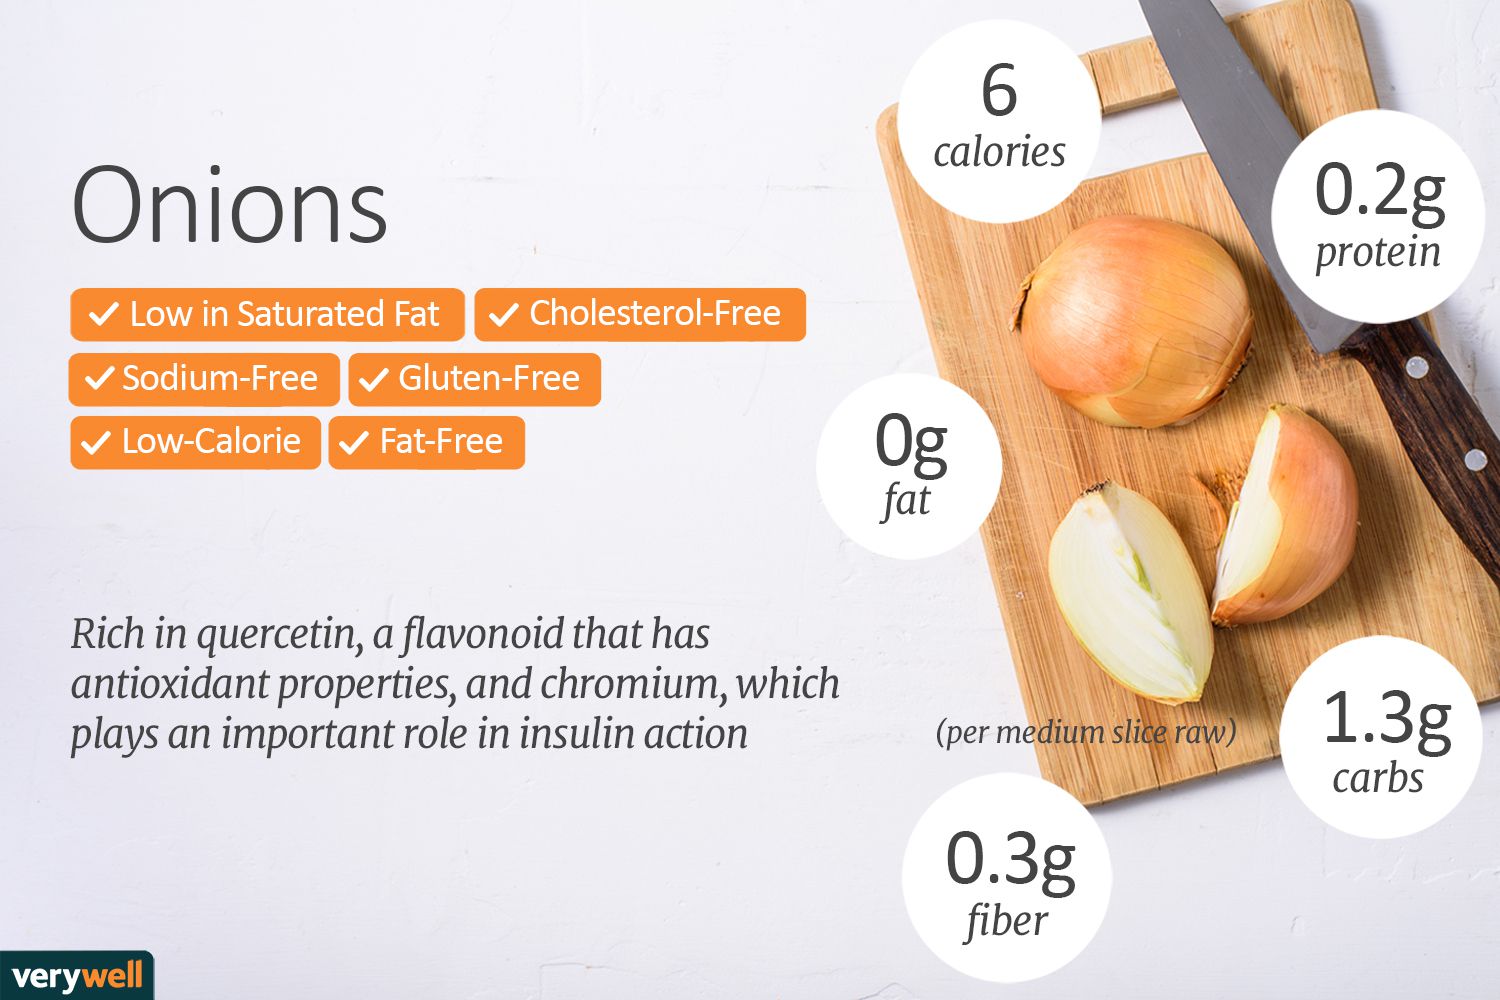 Onions
Low in Saturated Fat
Cholesterol-Free
Sodium-Free
Gluten-Free
Low-Calorie
Fat-Free
Rich in quercetin, a flavonoid that has
antioxidant properties, and chromium, which
plays an important role in insulin action
6
calories
0.2g
protein
0g
fat
1.3g
carbs
(per medium slice raw)
0.3g
fiber
verywell